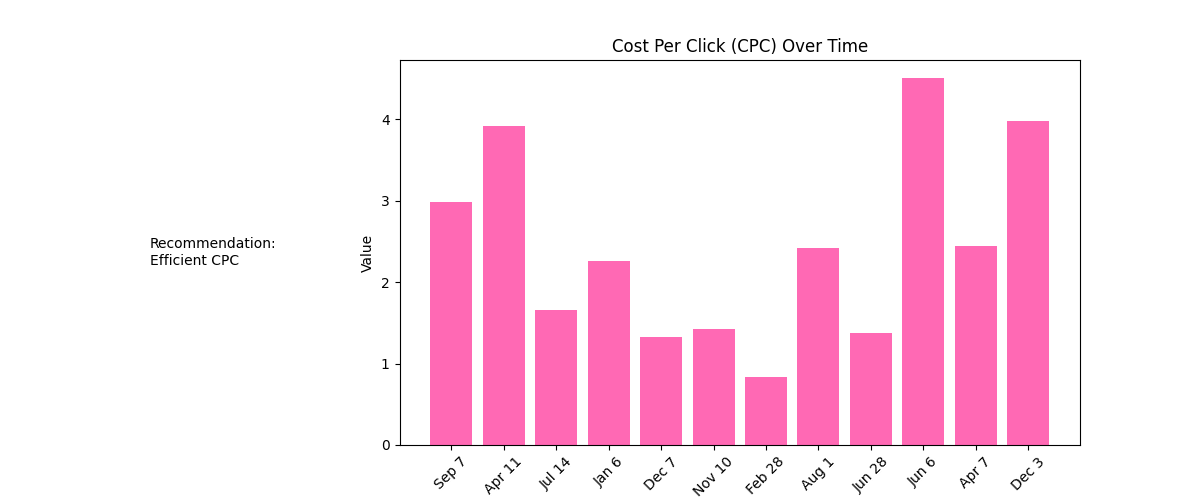 Cost Per Click (CPC) Over Time
Recommendation:
Efficient CPC
Value
4
3
2
1
0
Sep 7
Apr 11
Jul 14
Jan 6
Dec 7
Nov 10
Feb 28
Aug 1
Jun 28
Jun 6
Apr 7
Dec 3